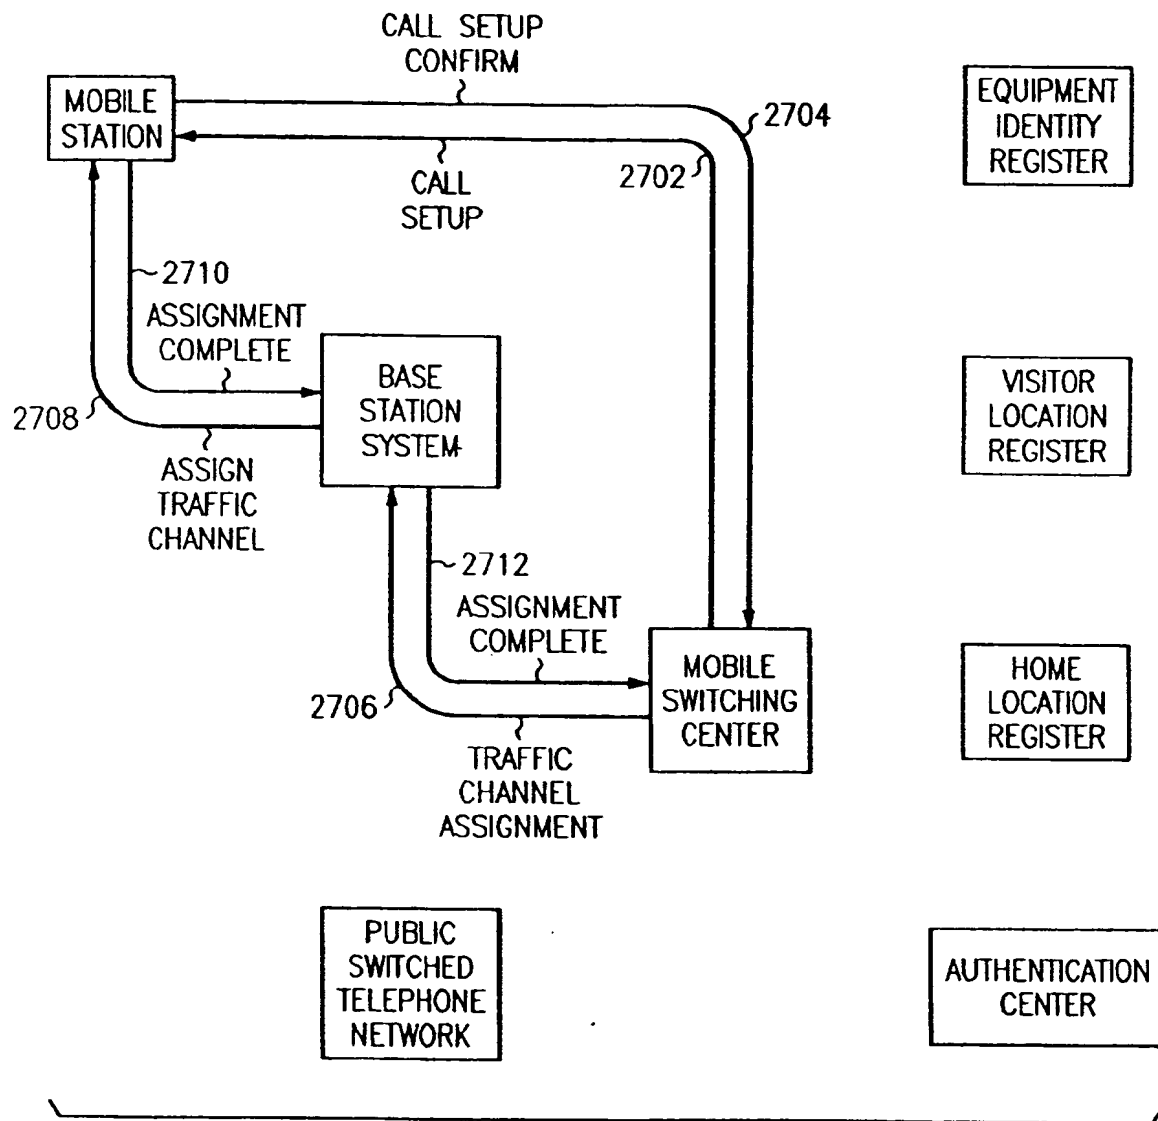 CALL SETUP
CONFIRM
MOBILE
STATION
2704
EQUIPMENT
IDENTITY
REGISTER
2702
CALL
SETUP
2710
ASSIGNMENT
COMPLETE
BASE
STATION
SYSTEM
VISITOR
LOCATION
REGISTER
2708
ASSIGN
TRAFFIC
CHANNEL
2712
ASSIGNMENT
COMPLETE
MOBILE
SWITCHING
CENTER
HOME
LOCATION
REGISTER
2706
TRAFFIC
CHANNEL
ASSIGNMENT
PUBLIC
SWITCHED
TELEPHONE
NETWORK
AUTHENTICATION
CENTER